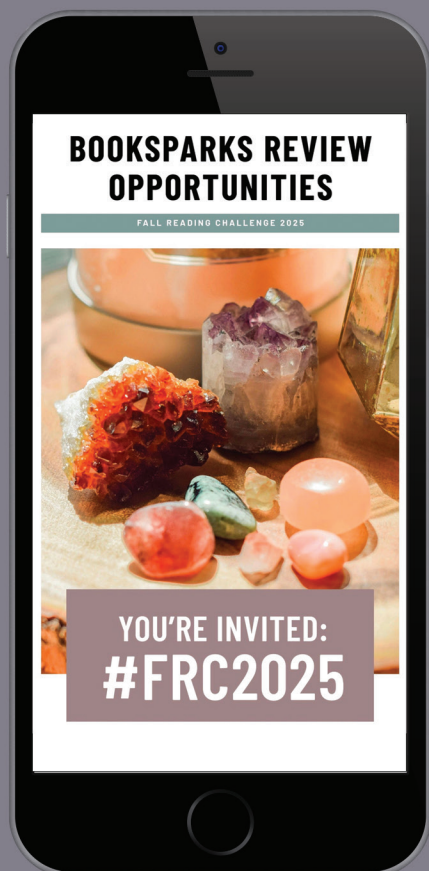 BOOKSPARKS REVIEW
OPPORTUNITIES
FALL READING CHALLENGE 2025
YOU'RE INVITED:
#FRC2025